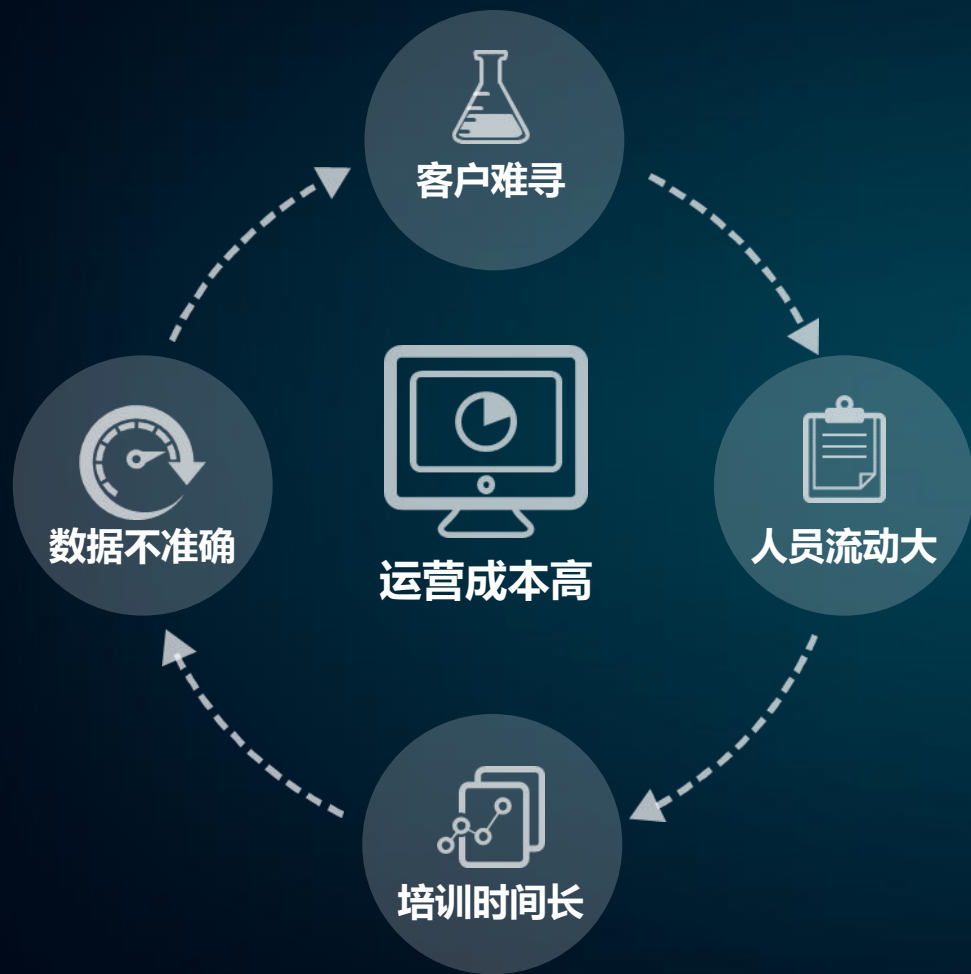 客户难寻
数据不准确
运营成本高
人员流动大
培训时间长